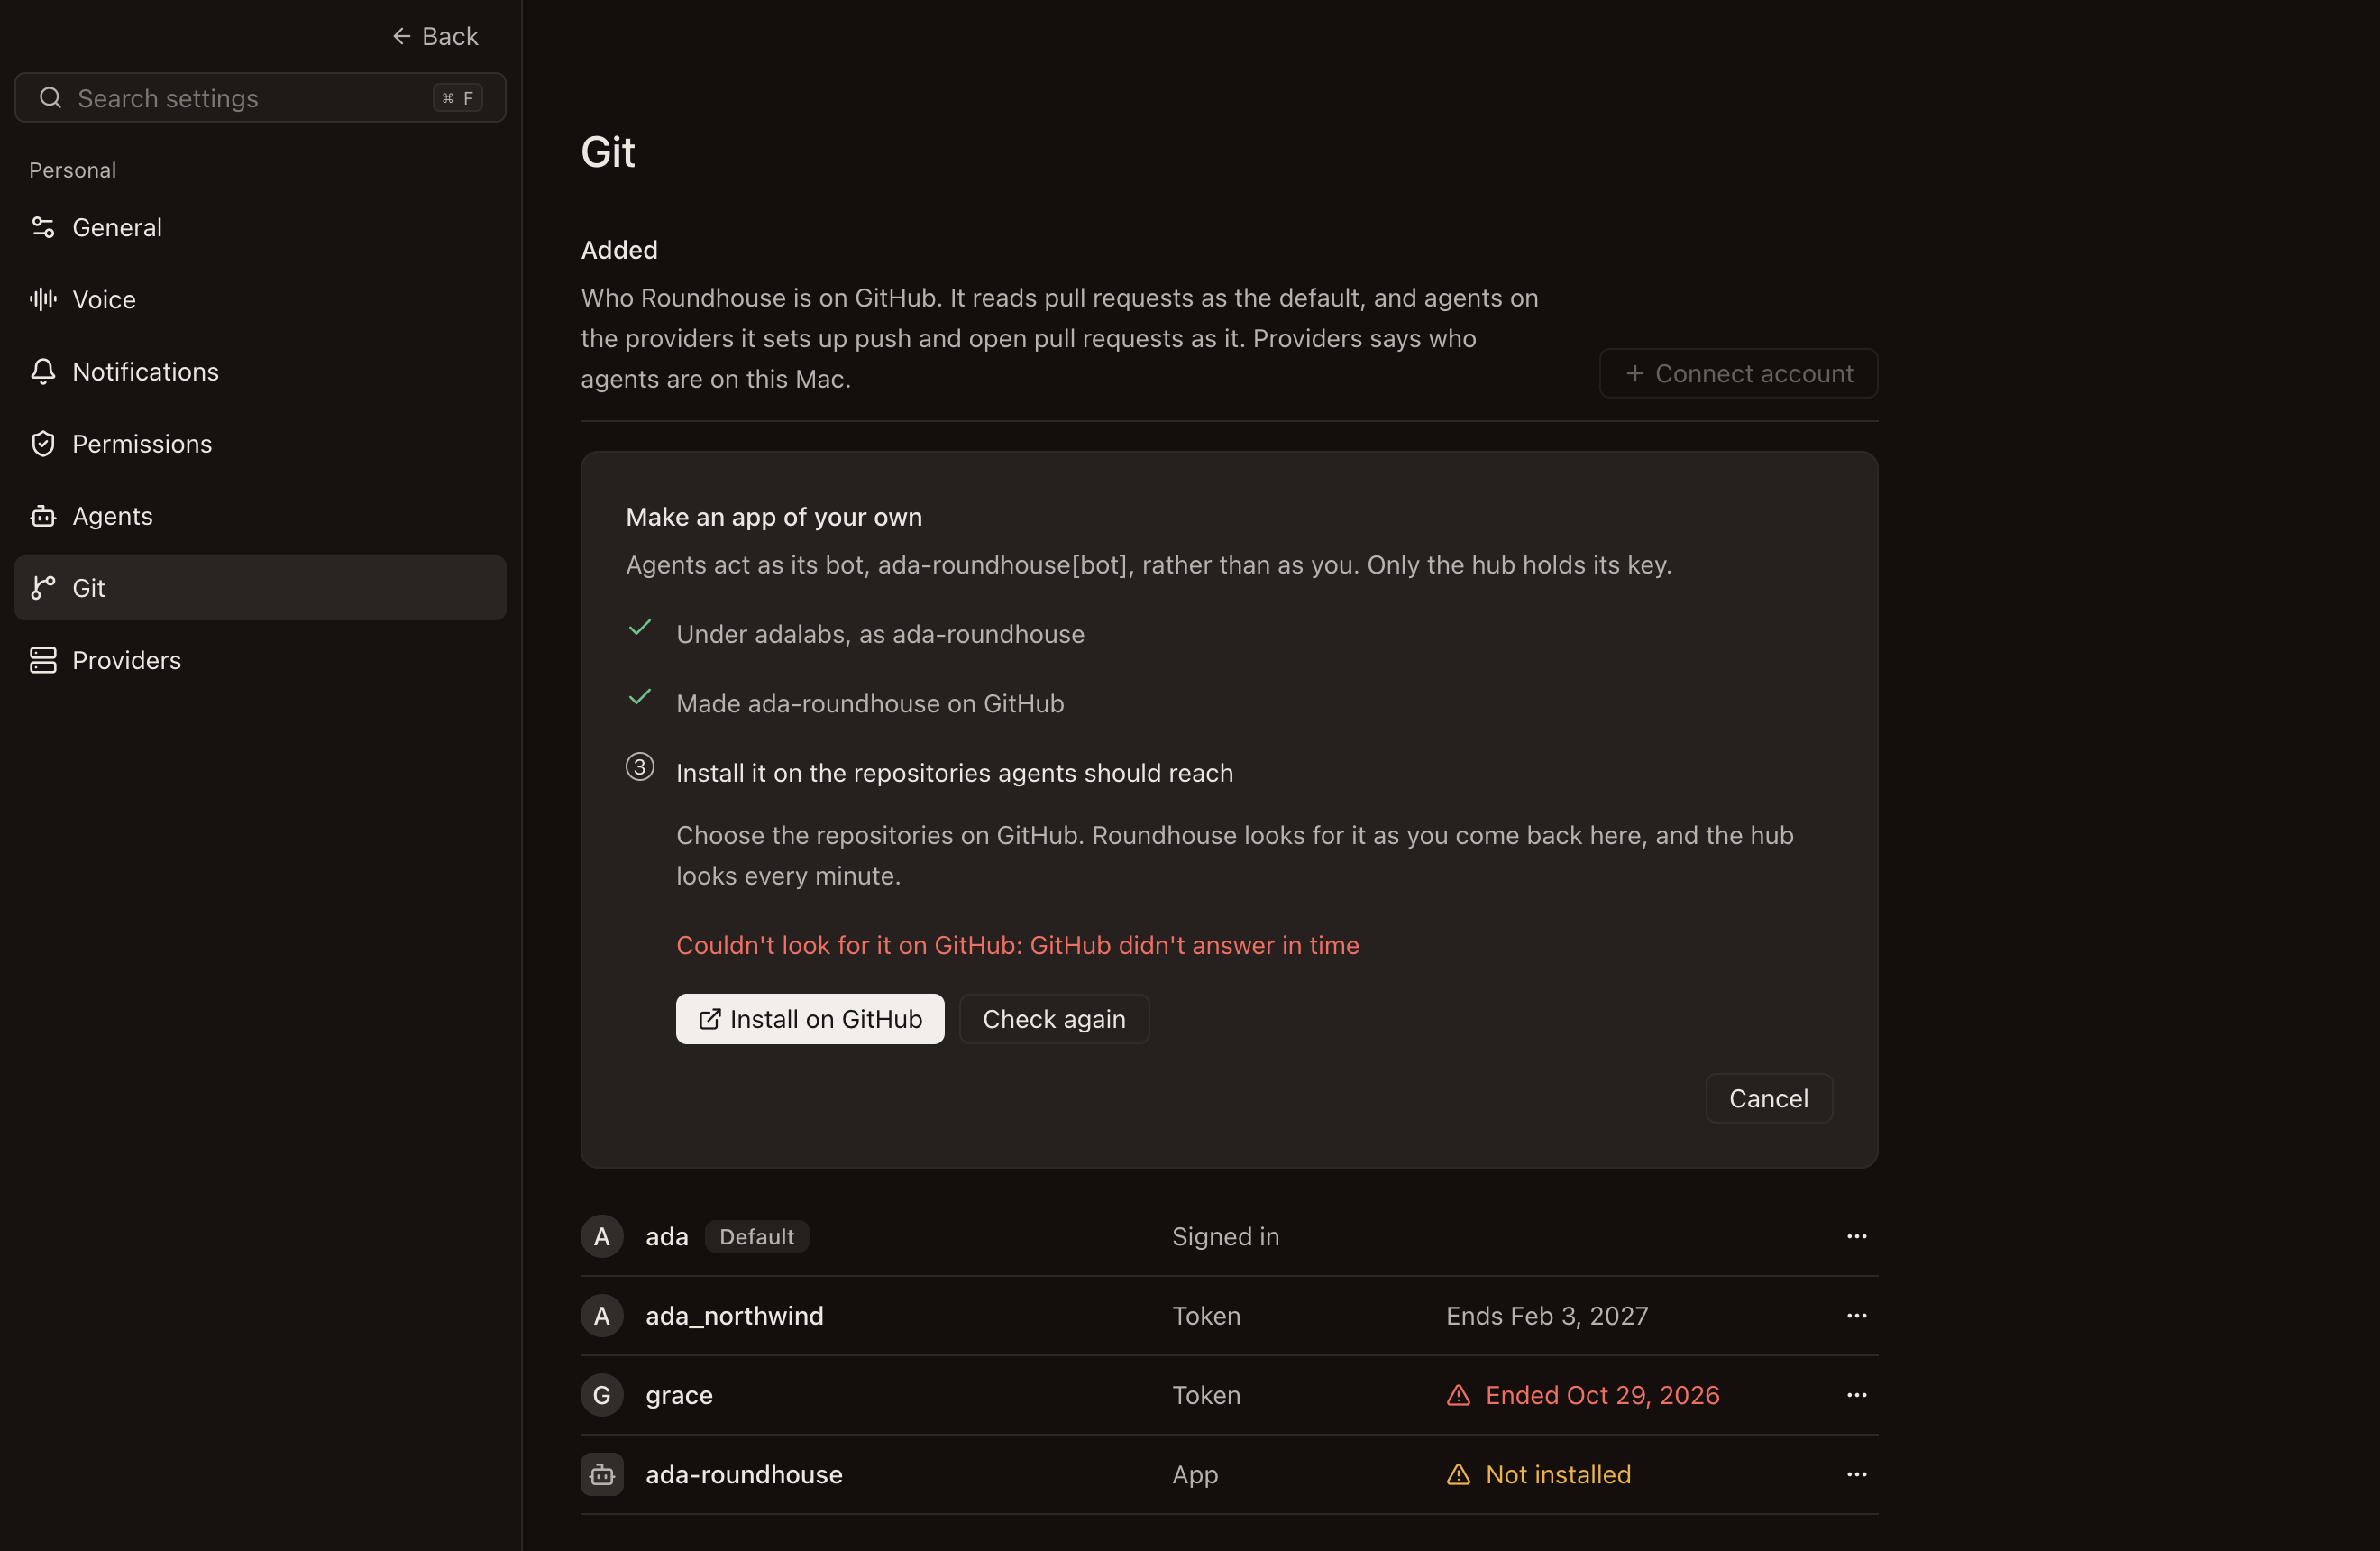 Back
Search settings
⌘ F
Personal
General
Voice
Notifications
Permissions
Agents
Git
Providers
Git
Added
Who Roundhouse is on GitHub. It reads pull requests as the default, and agents on
the providers it sets up push and open pull requests as it. Providers says who
agents are on this Mac.
Connect account
Make an app of your own
Agents act as its bot, ada-roundhouse[bot], rather than as you. Only the hub holds its key.
Under adalabs, as ada-roundhouse
Made ada-roundhouse on GitHub
3 Install it on the repositories agents should reach
Choose the repositories on GitHub. Roundhouse looks for it as you come back here, and the hub
looks every minute.
Couldn't look for it on GitHub: GitHub didn't answer in time
Install on GitHub
Check again
Cancel
A ada Default Signed in
A ada_northwind Token Ends Feb 3, 2027
G grace Token Ended Oct 29, 2026
ada-roundhouse App Not installed